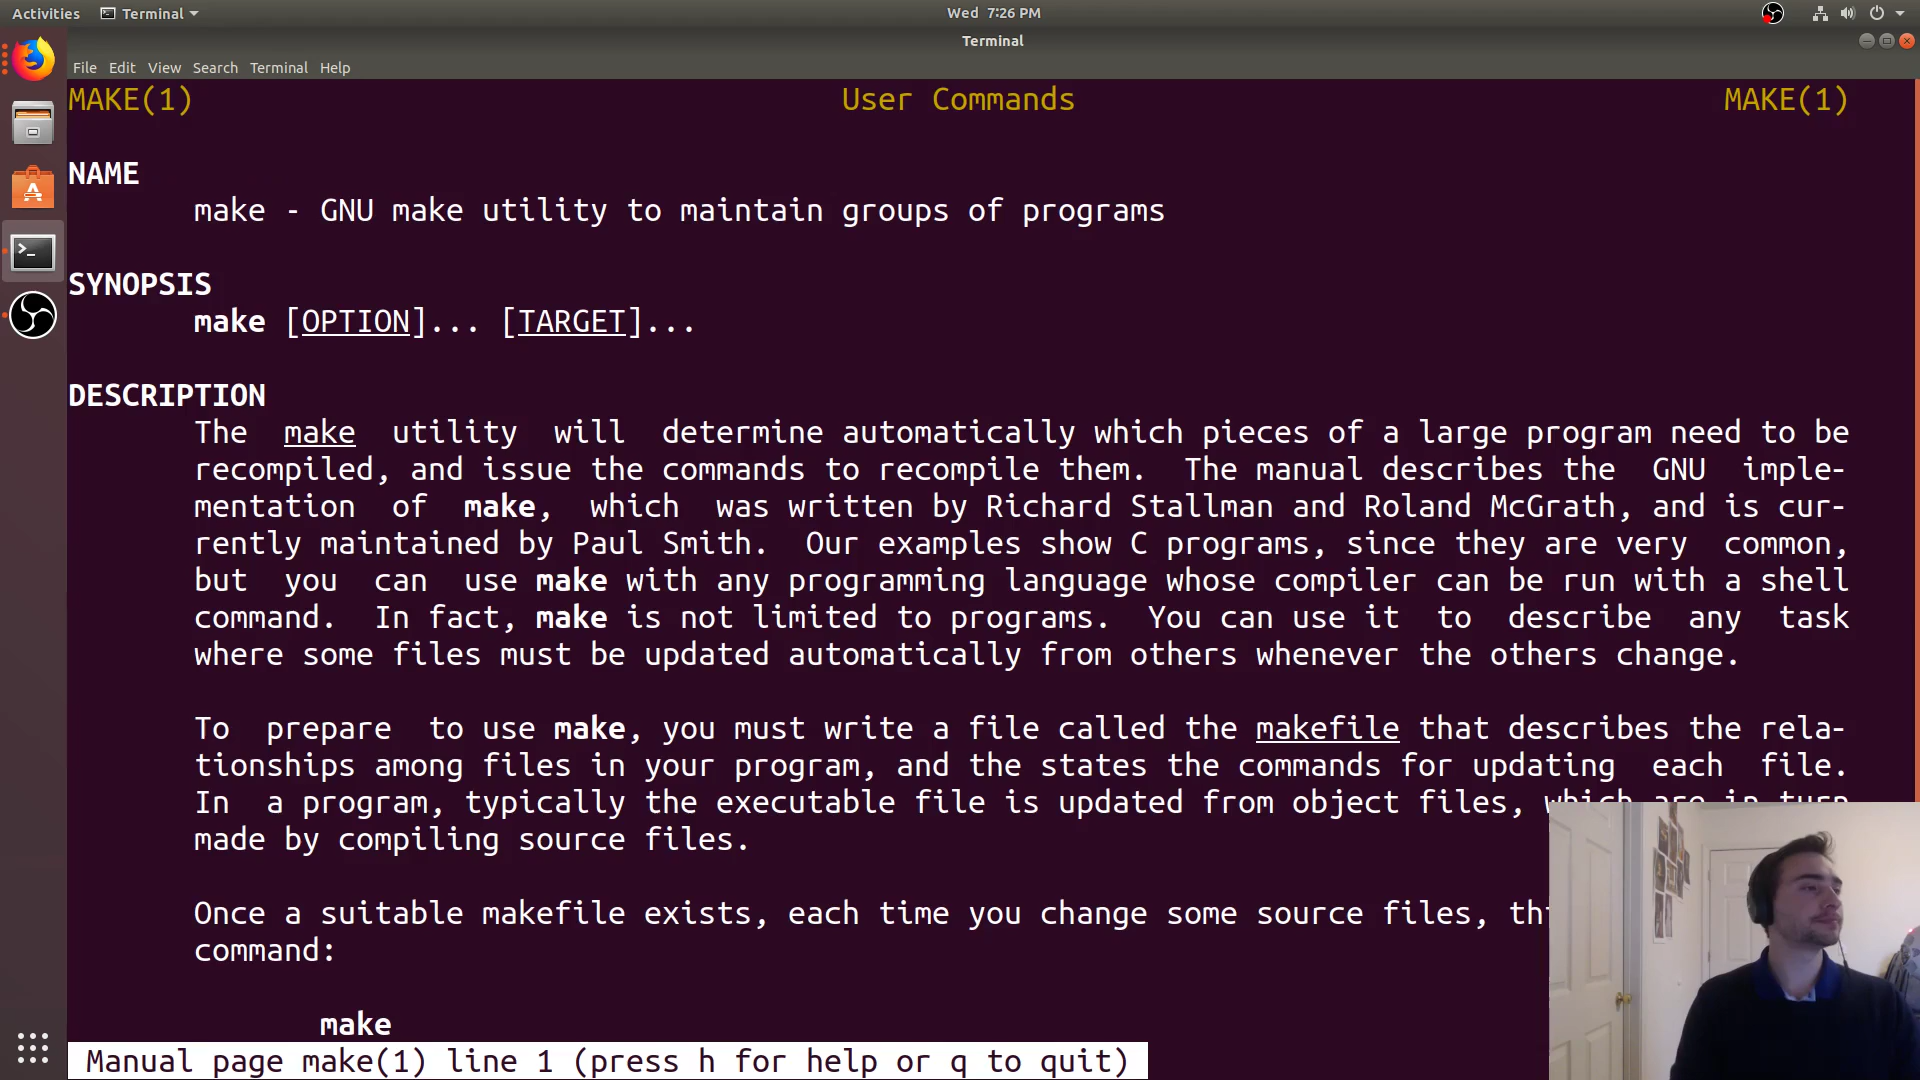 Activities Terminal Wed 7:26 PM
Terminal
File Edit View Search Terminal Help
MAKE(1) User Commands MAKE(1)
NAME
make - GNU make utility to maintain groups of programs
SYNOPSIS
make [OPTION]... [TARGET]...
DESCRIPTION
The make utility will determine automatically which pieces of a large program need to be
recompiled, and issue the commands to recompile them. The manual describes the GNU imple-
mentation of make, which was written by Richard Stallman and Roland McGrath, and is cur-
rently maintained by Paul Smith. Our examples show C programs, since they are very common,
but you can use make with any programming language whose compiler can be run with a shell
command. In fact, make is not limited to programs. You can use it to describe any task
where some files must be updated automatically from others whenever the others change.
To prepare to use make, you must write a file called the makefile that describes the rela-
tionships among files in your program, and the states the commands for updating each file.
In a program, typically the executable file is updated from object files, which are in turn
made by compiling source files.
Once a suitable makefile exists, each time you change some source files,
command:
make
Manual page make(1) line 1 (press h for help or q to quit)